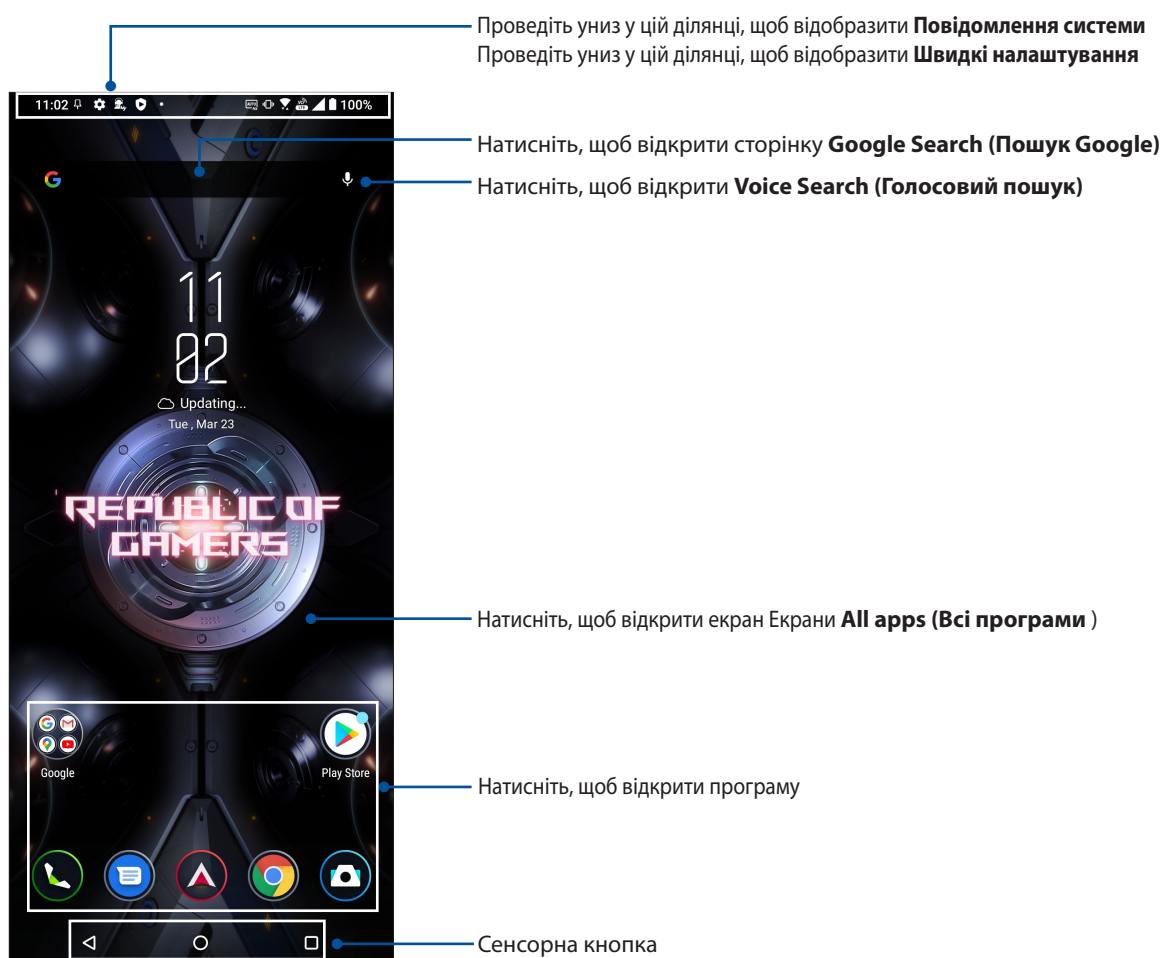 Проведіть униз у цій ділянці, щоб відобразити Повідомлення системи
Проведіть униз у цій ділянці, щоб відобразити Швидкі налаштування
11:02
100%
Натисніть, щоб відкрити сторінку Google Search (Пошук Google)
Натисніть, щоб відкрити Voice Search (Голосовий пошук)
11
02
Updating...
Tue , Mar 23
REPUBLIC OF
GAMERS
Натисніть, щоб відкрити екран Екрани All apps (Всі програми )
Google
Play Store
Натисніть, щоб відкрити програму
Сенсорна кнопка